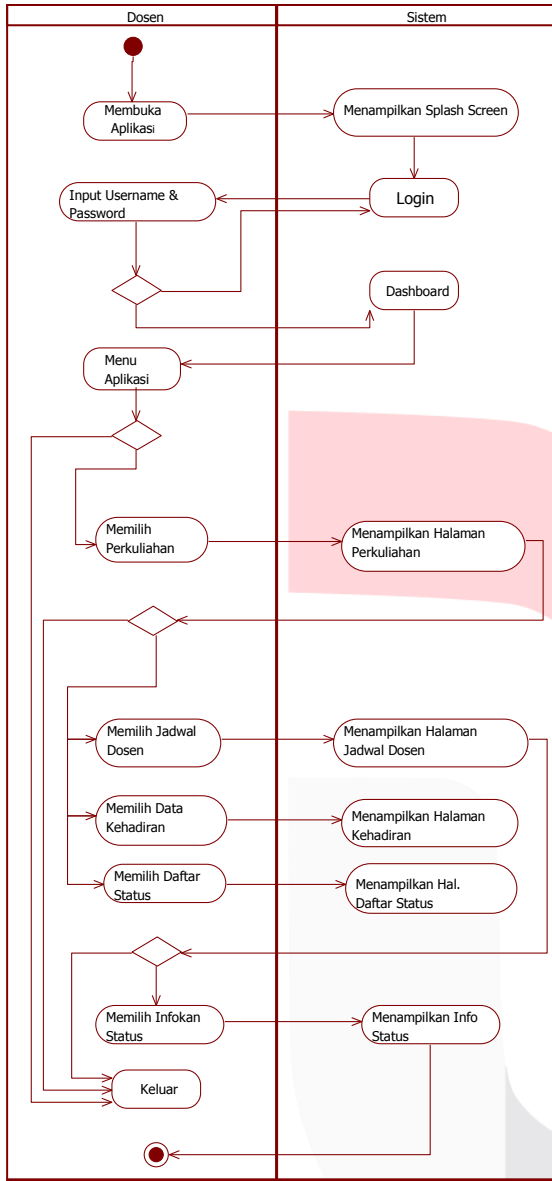 Dosen
Sistem
Membuka
Aplikasi
Menampilkan Splash Screen
Input Username &
Password
Login
Dashboard
Menu
Aplikasi
Memilih
Perkuliahan
Menampilkan Halaman
Perkuliahan
Memilih Jadwal
Dosen
Menampilkan Halaman
Jadwal Dosen
Memilih Data
Kehadiran
Menampilkan Halaman
Kehadiran
Memilih Daftar
Status
Menampilkan Hal.
Daftar Status
Memilih Infokan
Status
Menampilkan Info
Status
Keluar